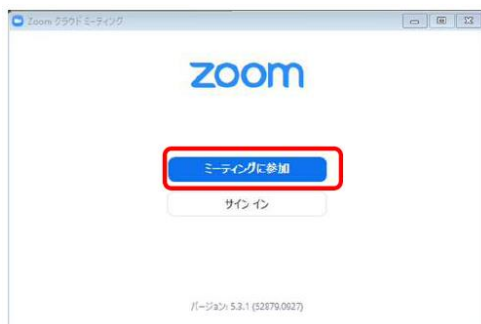 Zoom クラウド ミーティング
zoom
ミーティングに参加
サイン イン
バージョン: 5.3.1 (52879.0927)